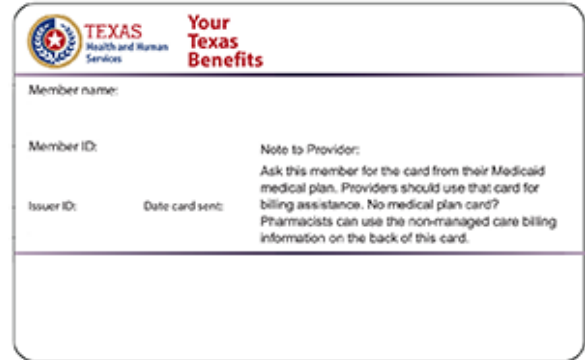 TEXAS
Health and Human
Services
Your
Texas
Benefits
Member name:
Member ID:
Note to Provider:
Ask this member for the card from their Medicaid
medical plan. Providers should use that card for
billing assistance. No medical plan card?
Pharmacists can use the non-managed care billing
information on the back of this card.
Issuer ID:
Date card sent: